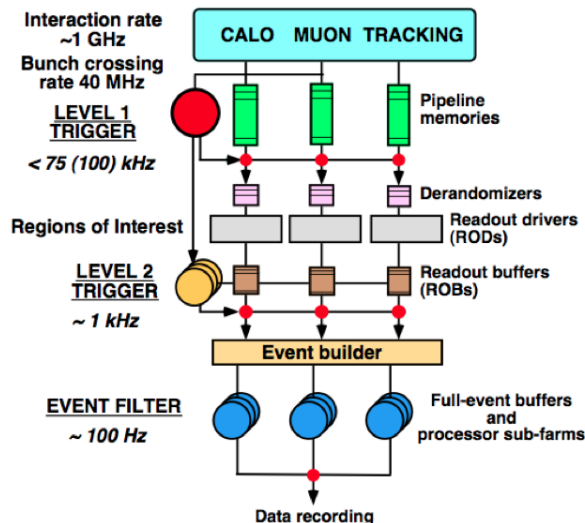 Interaction rate
~1 GHz
CALO MUON TRACKING
Bunch crossing
rate 40 MHz
LEVEL 1
TRIGGER
< 75 (100) kHz
Pipeline
memories
Derandomizers
Regions of Interest
Readout drivers
(RODs)
LEVEL 2
TRIGGER
~ 1 kHz
Readout buffers
(ROBs)
Event builder
EVENT FILTER
~ 100 Hz
Full-event buffers
and
processor sub-farms
Data recording